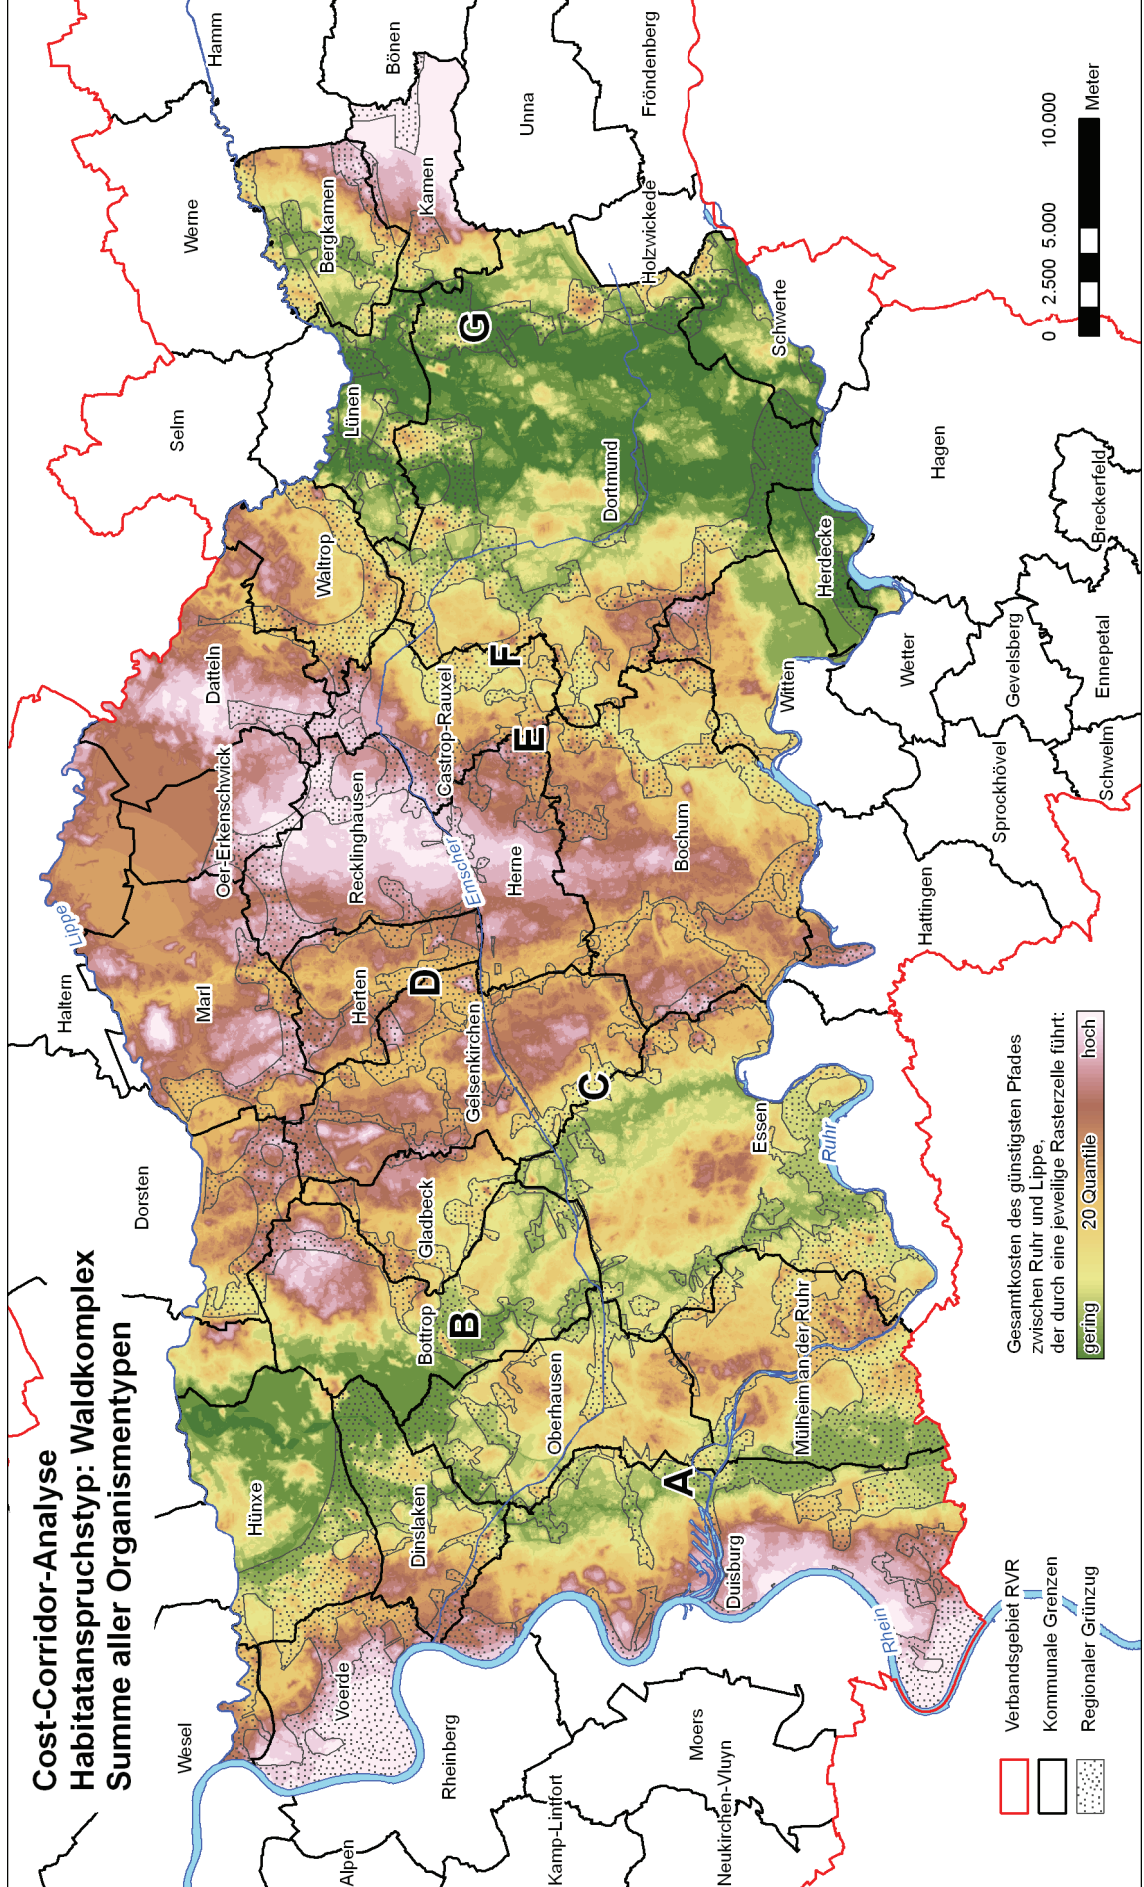 Cost-Corridor-Analyse
Habitatanspruchstyp: Waldkomplex
Summe aller Organismentypen
Wesel
Dorsten
Haltern
Lippe
Selm
Werne
Hamm
Hünxe
Marl
Oer-Erkenschwick
Datteln
Waltrop
Lünen
Bergkamen
Bönen
Voerde
Dinslaken
Bottrop
Gladbeck
Herten
Recklinghausen
Castrop-Rauxel
Kamen
Alpen
Rheinberg
B
Gelsenkirchen
D
Emscher
Herne
E
F
G
Unna
Kamp-Lintfort
Oberhausen
C
Dortmund
Holzwickede
Fröndenberg
Moers
Neukirchen-Vluyn
Duisburg
A
Essen
Bochum
Witten
Schwerte
Mülheim an der Ruhr
Ruhr
Herdecke
Rhein
Hattingen
Wetter
Hagen
Sprockhövel
Gevelsberg
Schwelm
Ennepetal
Breckerfeld
Verbandsgebiet RVR
Kommunale Grenzen
Regionaler Grünzug
Gesamtkosten des günstigsten Pfades
zwischen Ruhr und Lippe,
der durch eine jeweilige Rasterzelle führt:
gering 20 Quantile hoch
0 2.500 5.000 10.000
Meter